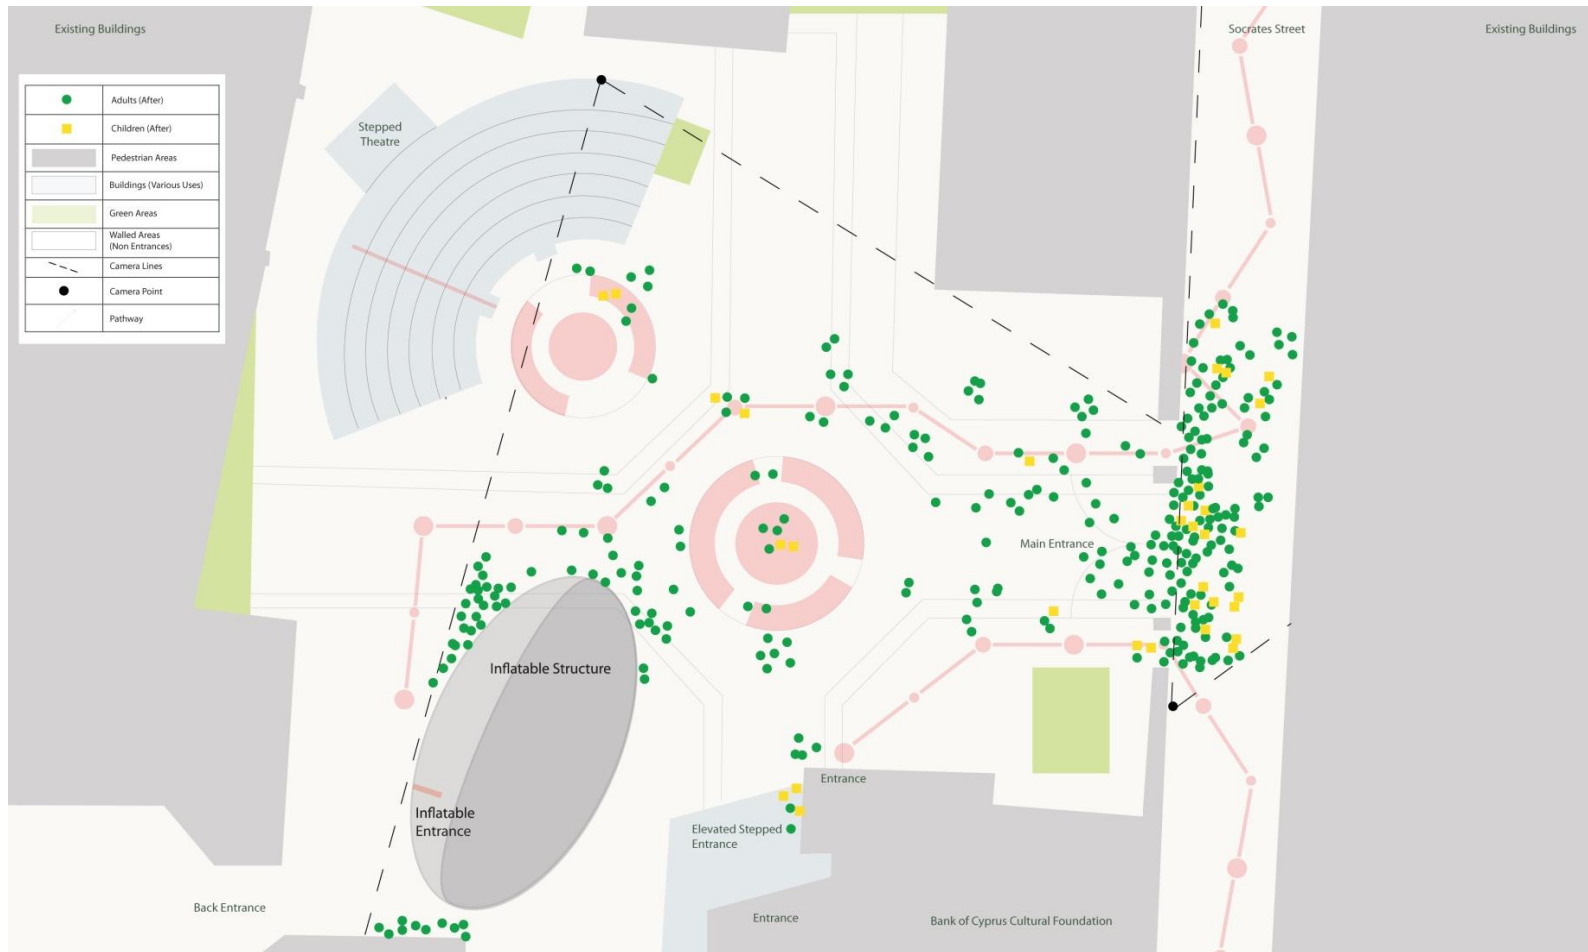 Existing Buildings
Socrates Street
Existing Buildings
Adults (After)
Children (After)
Pedestrian Areas
Buildings (Various Uses)
Green Areas
Walled Areas
(Non Entrances)
Camera Lines
Camera Point
Pathway
Stepped
Theatre
Main Entrance
Inflatable Structure
Inflatable
Entrance
Entrance
Elevated Stepped
Entrance
Back Entrance
Entrance
Bank of Cyprus Cultural Foundation